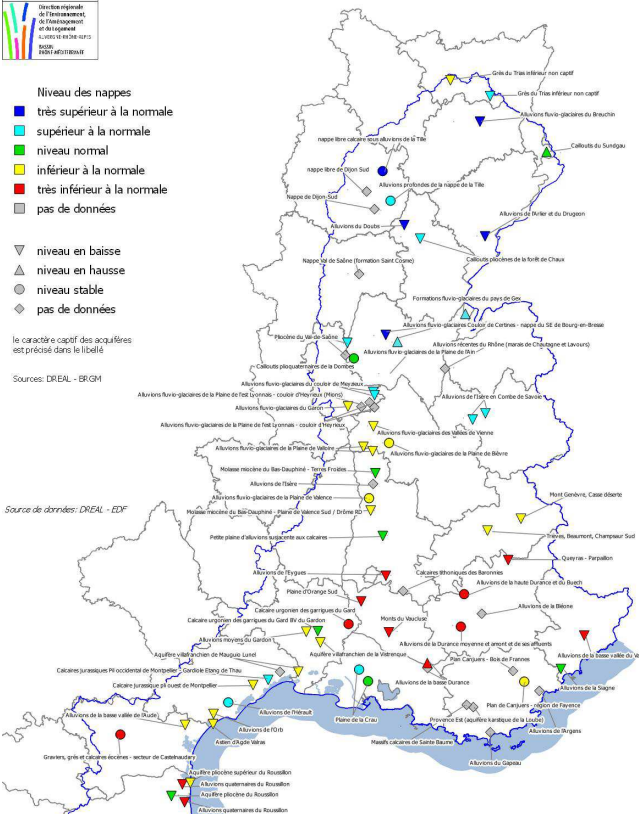 Direction régionale
de l'Environnement,
de l'Aménagement
et du Logement
AUVERGNE-RHÔNE-ALPES
BASSIN
RHÔNE-MÉDITERRANÉE
Niveau des nappes
très supérieur à la normale
supérieur à la normale
niveau normal
inférieur à la normale
très inférieur à la normale
pas de données
niveau en baisse
niveau en hausse
niveau stable
pas de données
le caractère captif des acquifères
est précisé dans le libellé
Sources: DREAL - BRGM
Source de données: DREAL - EDF
Grès du Trias inférieur non captif
Grès du Trias inférieur non captif
Alluvions fluvio-glaciaires du Breuchin
nappe libre calcaire sous alluvions de la Tille
Cailloutis du Sundgau
nappe libre de Dijon Sud
Alluvions profondes de la nappe de la Tille
Nappe de Dijon-Sud
Alluvions de l'Arlier et du Drugeon
Alluvions du Doubs
Cailloutis pliocènes de la forêt de Chaux
Nappe Val de Saône (formation Saint Cosme)
Formations fluvio-glaciaires du pays de Gex
Alluvions fluvio-glaciaires Couloir de Certines - nappe du SE de Bourg-en-Bresse
Pliocène du Val-de-Saône
Alluvions récentes du Rhône (marais de Chautagne et Lavours)
Alluvions fluvio-glaciaires de la Plaine de l'Ain
Cailloutis plioquaternaires de la Dombes
Alluvions fluvio-glaciaires du couloir de Meyzieux
Alluvions fluvio-glaciaires de la Plaine de l'est Lyonnais - couloir d'Heyrieux (Mions)
Alluvions de l'Isère en Combe de Savoie
Alluvions fluvio-glaciaires du Garon
Alluvions fluvio-glaciaires de la Plaine de l'est Lyonnais - couloir d'Heyrieux
Alluvions fluvio-glaciaires des Vallées de Vienne
Alluvions fluvio-glaciaires de la Plaine de Valloire
Alluvions fluvio-glaciaires de la Plaine de Bièvre
Molasse miocène du Bas-Dauphiné - Terres Froides
Alluvions de l'Isère
Alluvions fluvio-glaciaires de la Plaine de Valence
Mont Genèvre, Casse déserte
Molasse miocène du Bas-Dauphiné - Plaine de Valence Sud / Drôme RD
Trièves, Beaumont, Champsaur Sud
Petite plaine d'alluvions susjacente aux calcaires
Queyras - Parpaillon
Alluvions de l'Eygues
Calcaires lithoniques des Baronnies
Alluvions de la haute Durance et du Buech
Plaine d'Orange Sud
Calcaire urgonien des garrigues du Gard
Alluvions de la Bléone
Calcaire urgonien des garrigues du Gard BV du Gardon
Monts du Vaucluse
Alluvions moyens du Gardon
Alluvions de la Durance moyenne et amont et de ses affluents
Aquifère villafranchien de la Vistrenque
Alluvions de la basse vallée du Var
Aquifère villafranchien de Mauguio Lunel
Plan Canjuers - Bois de Frannes
Calcaires jurassiques Pli occidental de Montpellier - Gardiole Etang de Thau
Alluvions de la basse Durance
Calcaire jurassique pli ouest de Montpellier
Alluvions de la Siagne
Plan de Canjuers - région de Fayence
Alluvions de la basse vallée de l'Aude
Alluvions de l'Hérault
Plaine de la Crau
Provence Est (aquifère karstique de la Loube)
Alluvions de l'Argens
Alluvions de l'Orb
Astien d'Agde Valras
Massifs calcaires de Sainte Baume
Graviers, grès et calcaires éocènes - secteur de Castelnaudary
Alluvions du Gapeau
Aquifère pliocène supérieur du Roussillon
Alluvions quaternaires du Roussillon
Aquifère pliocène du Roussillon
Alluvions quaternaires du Roussillon